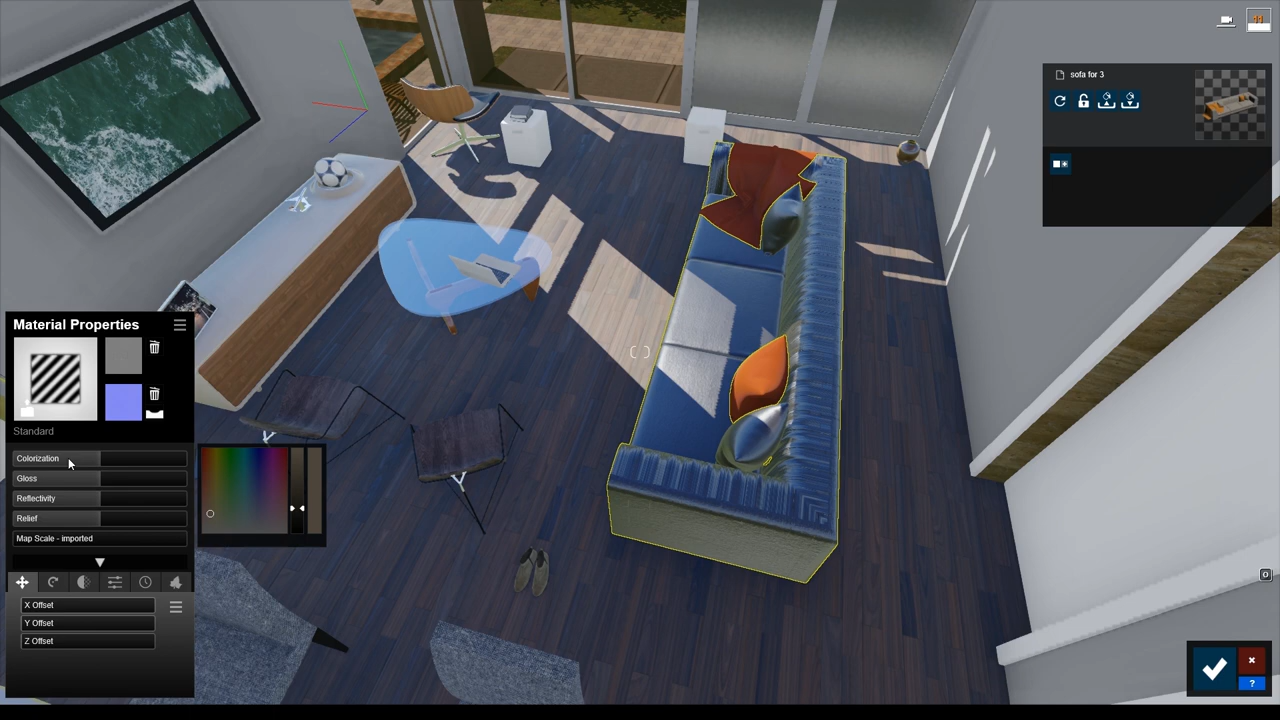 sofa for 3
Material Properties
Standard
Colorization
Gloss
Reflectivity
Relief
Map Scale - imported
X Offset
Y Offset
Z Offset
O
?